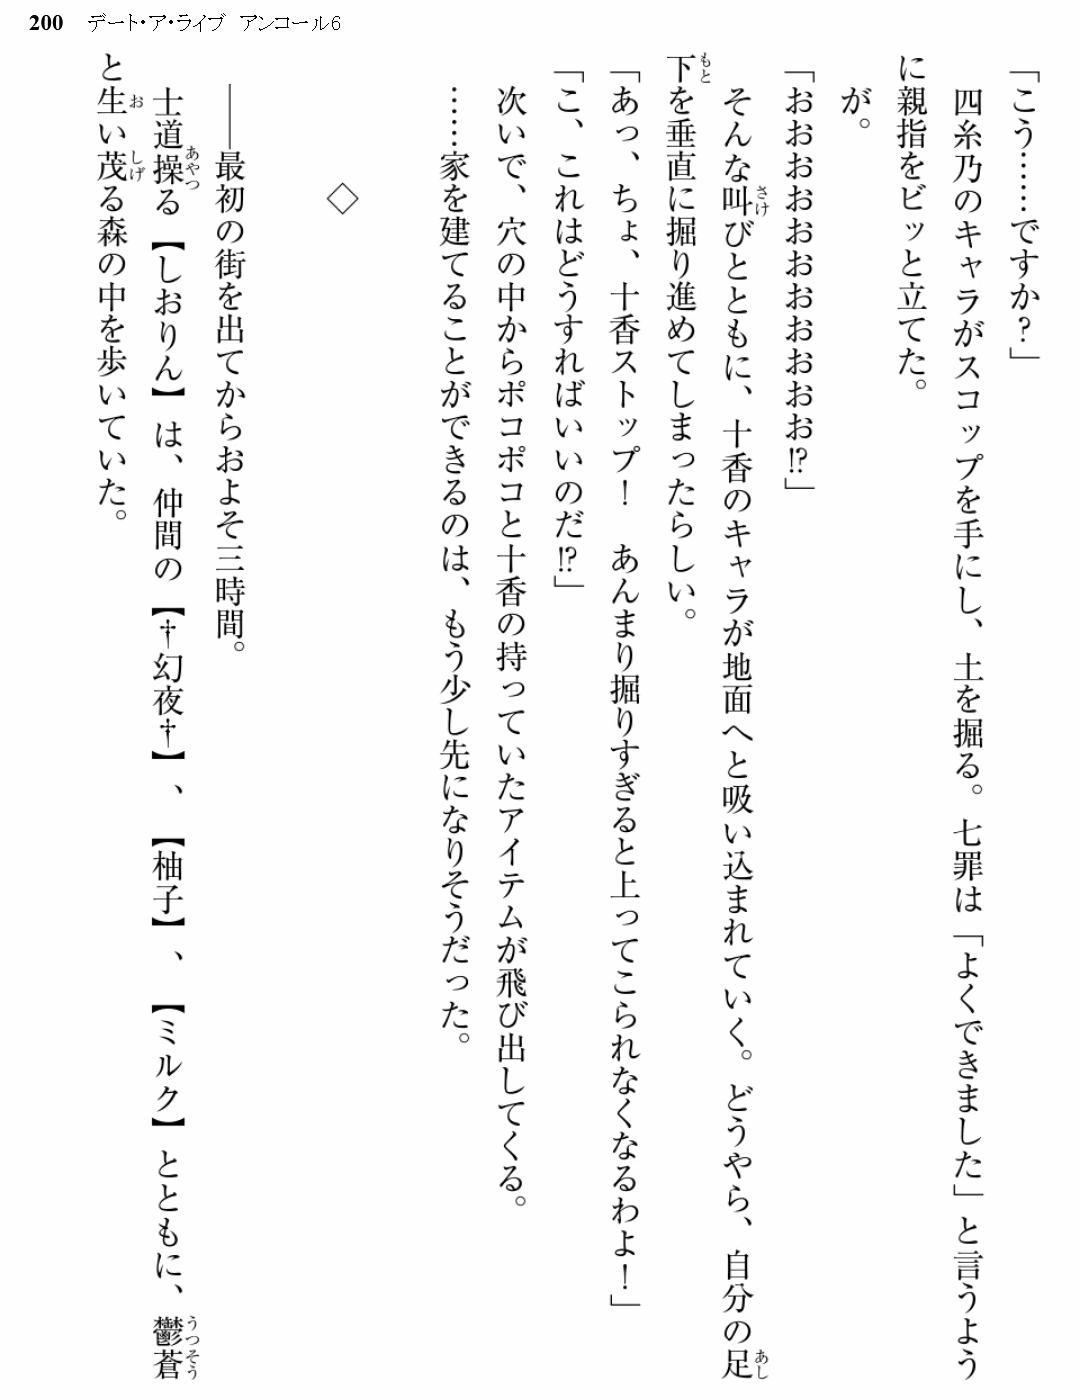 200 デート・ア・ライブ アンコール6
「こう……ですか?」
四糸乃のキャラがスコップを手にし、土を掘る。七罪は「よくできました」と言うよう
に親指をビッと立てた。
が。
「おおおおおおおおおおお!?」
そんな叫びとともに、十香のキャラが地面へと吸い込まれていく。どうやら、自分の足
下を垂直に掘り進めてしまったらしい。
「あっ、ちょ、十香ストップ! あんまり掘りすぎると上ってこられなくなるわよ!」
「こ、これはどうすればいいのだ!?」
次いで、穴の中からポコポコと十香の持っていたアイテムが飛び出してくる。
……家を建てることができるのは、もう少し先になりそうだった。
◇
――最初の街を出てからおよそ三時間。
士道操る【しおりん】は、仲間の【†幻夜†】、【柚子】、【ミルク】とともに、鬱蒼
と生い茂る森の中を歩いていた。